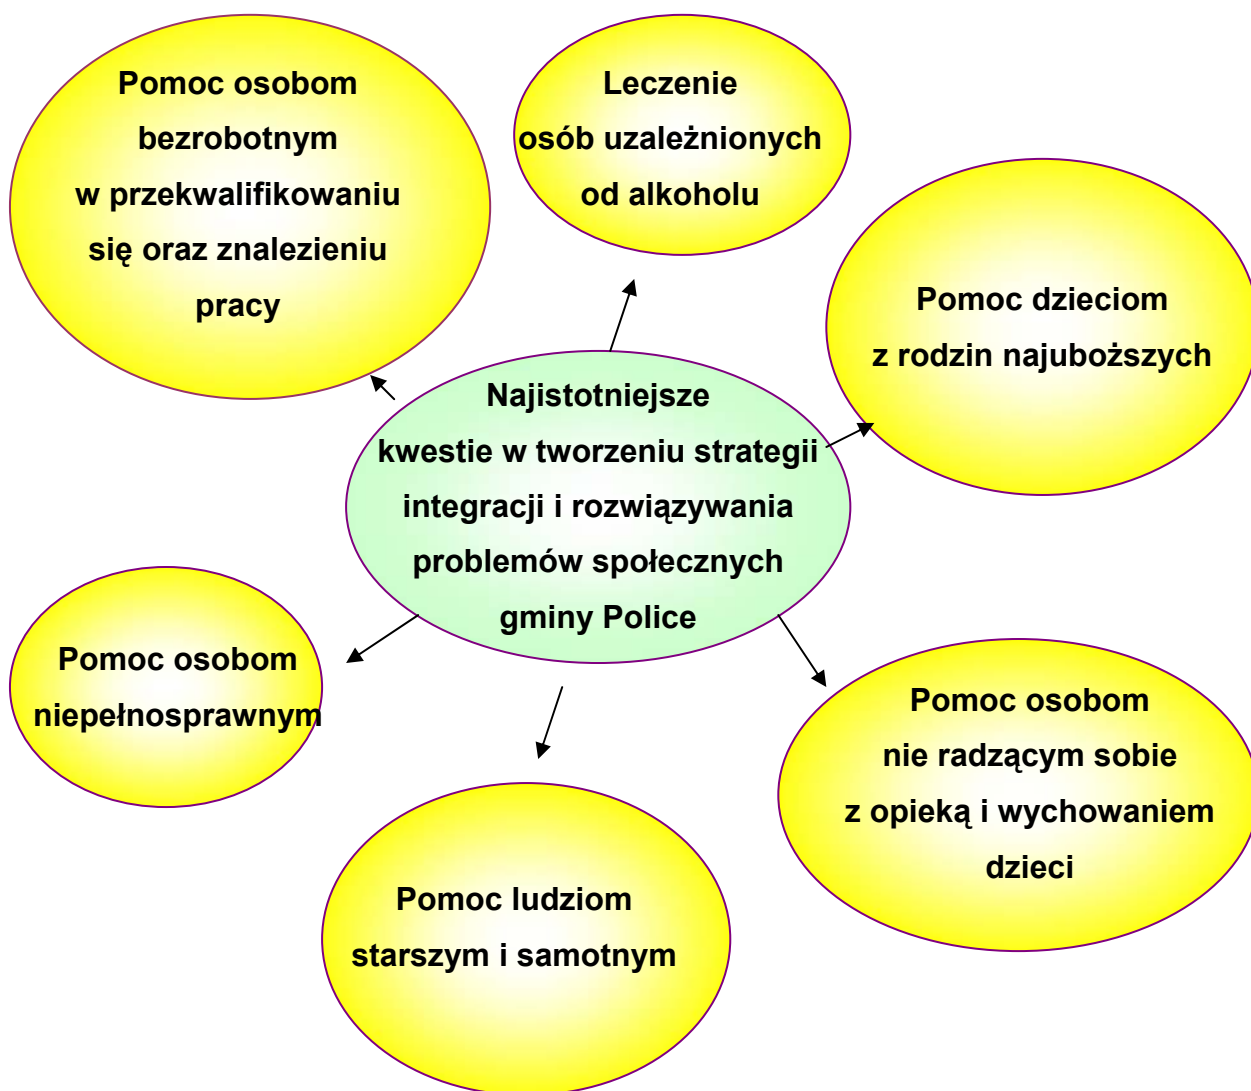 Pomoc osobom
bezrobotnym
w przekwalifikowaniu
się oraz znalezieniu
pracy
Leczenie
osób uzależnionych
od alkoholu
Pomoc dzieciom
z rodzin najuboższych
Najistotniejsze
kwestie w tworzeniu strategii
integracji i rozwiązywania
problemów społecznych
gminy Police
Pomoc osobom
niepełnosprawnym
Pomoc osobom
nie radzącym sobie
z opieką i wychowaniem
dzieci
Pomoc ludziom
starszym i samotnym